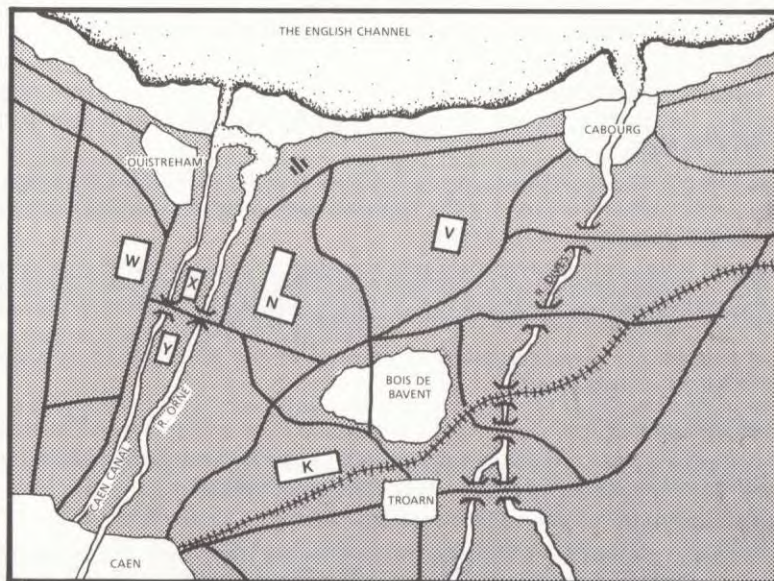 THE ENGLISH CHANNEL
CABOURG
OUISTREHAM
V
W
X
N
R. DIVES
Y
BOIS DE
BAVENT
R. ORNE
CAEN CANAL
K
TROARN
CAEN